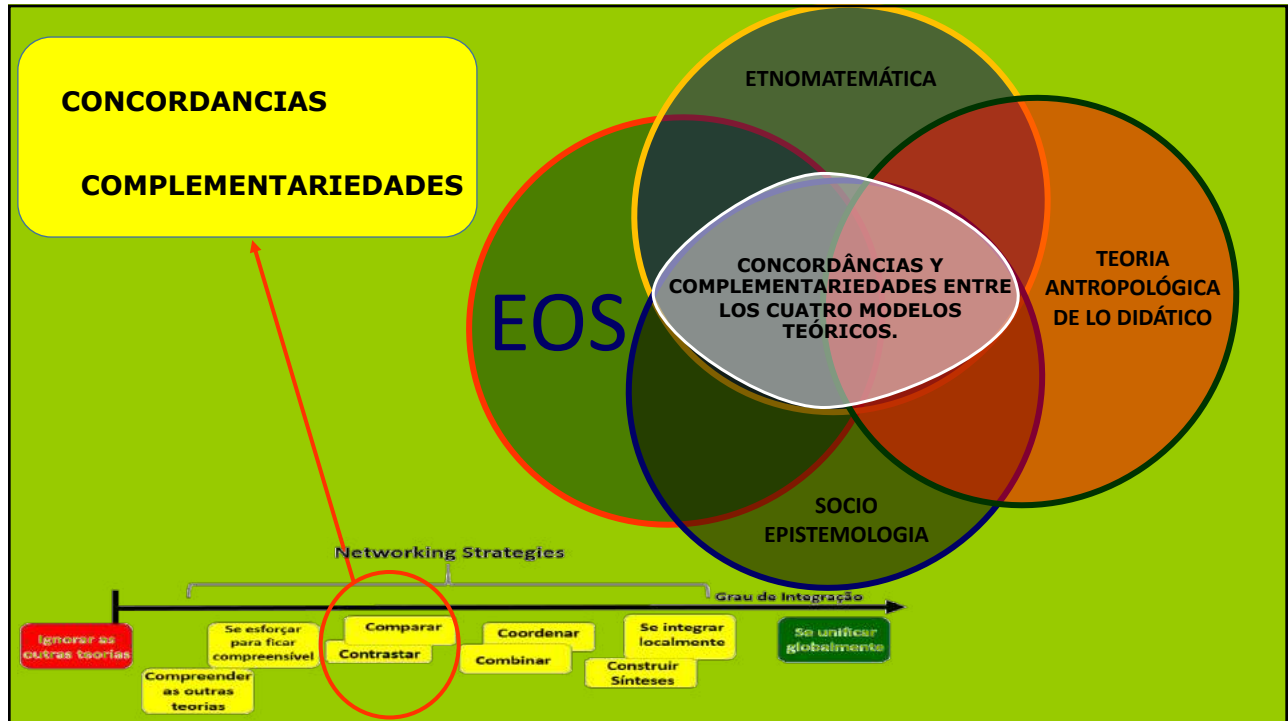 CONCORDANCIAS
COMPLEMENTARIEDADES
ETNOMATEMÁTICA
EOS
CONCORDÂNCIAS Y
COMPLEMENTARIEDADES ENTRE
LOS CUATRO MODELOS
TEÓRICOS.
TEORIA
ANTROPOLÓGICA
DE LO DIDÁTICO
SOCIO
EPISTEMOLOGIA
Networking Strategies
Grau de Integração
Ignorar as
outras teorias
Compreender
as outras
teorias
Se esforçar
para ficar
compreensível
Comparar
Contrastar
Coordenar
Combinar
Se integrar
localmente
Construir
Sínteses
Se unificar
globalmente